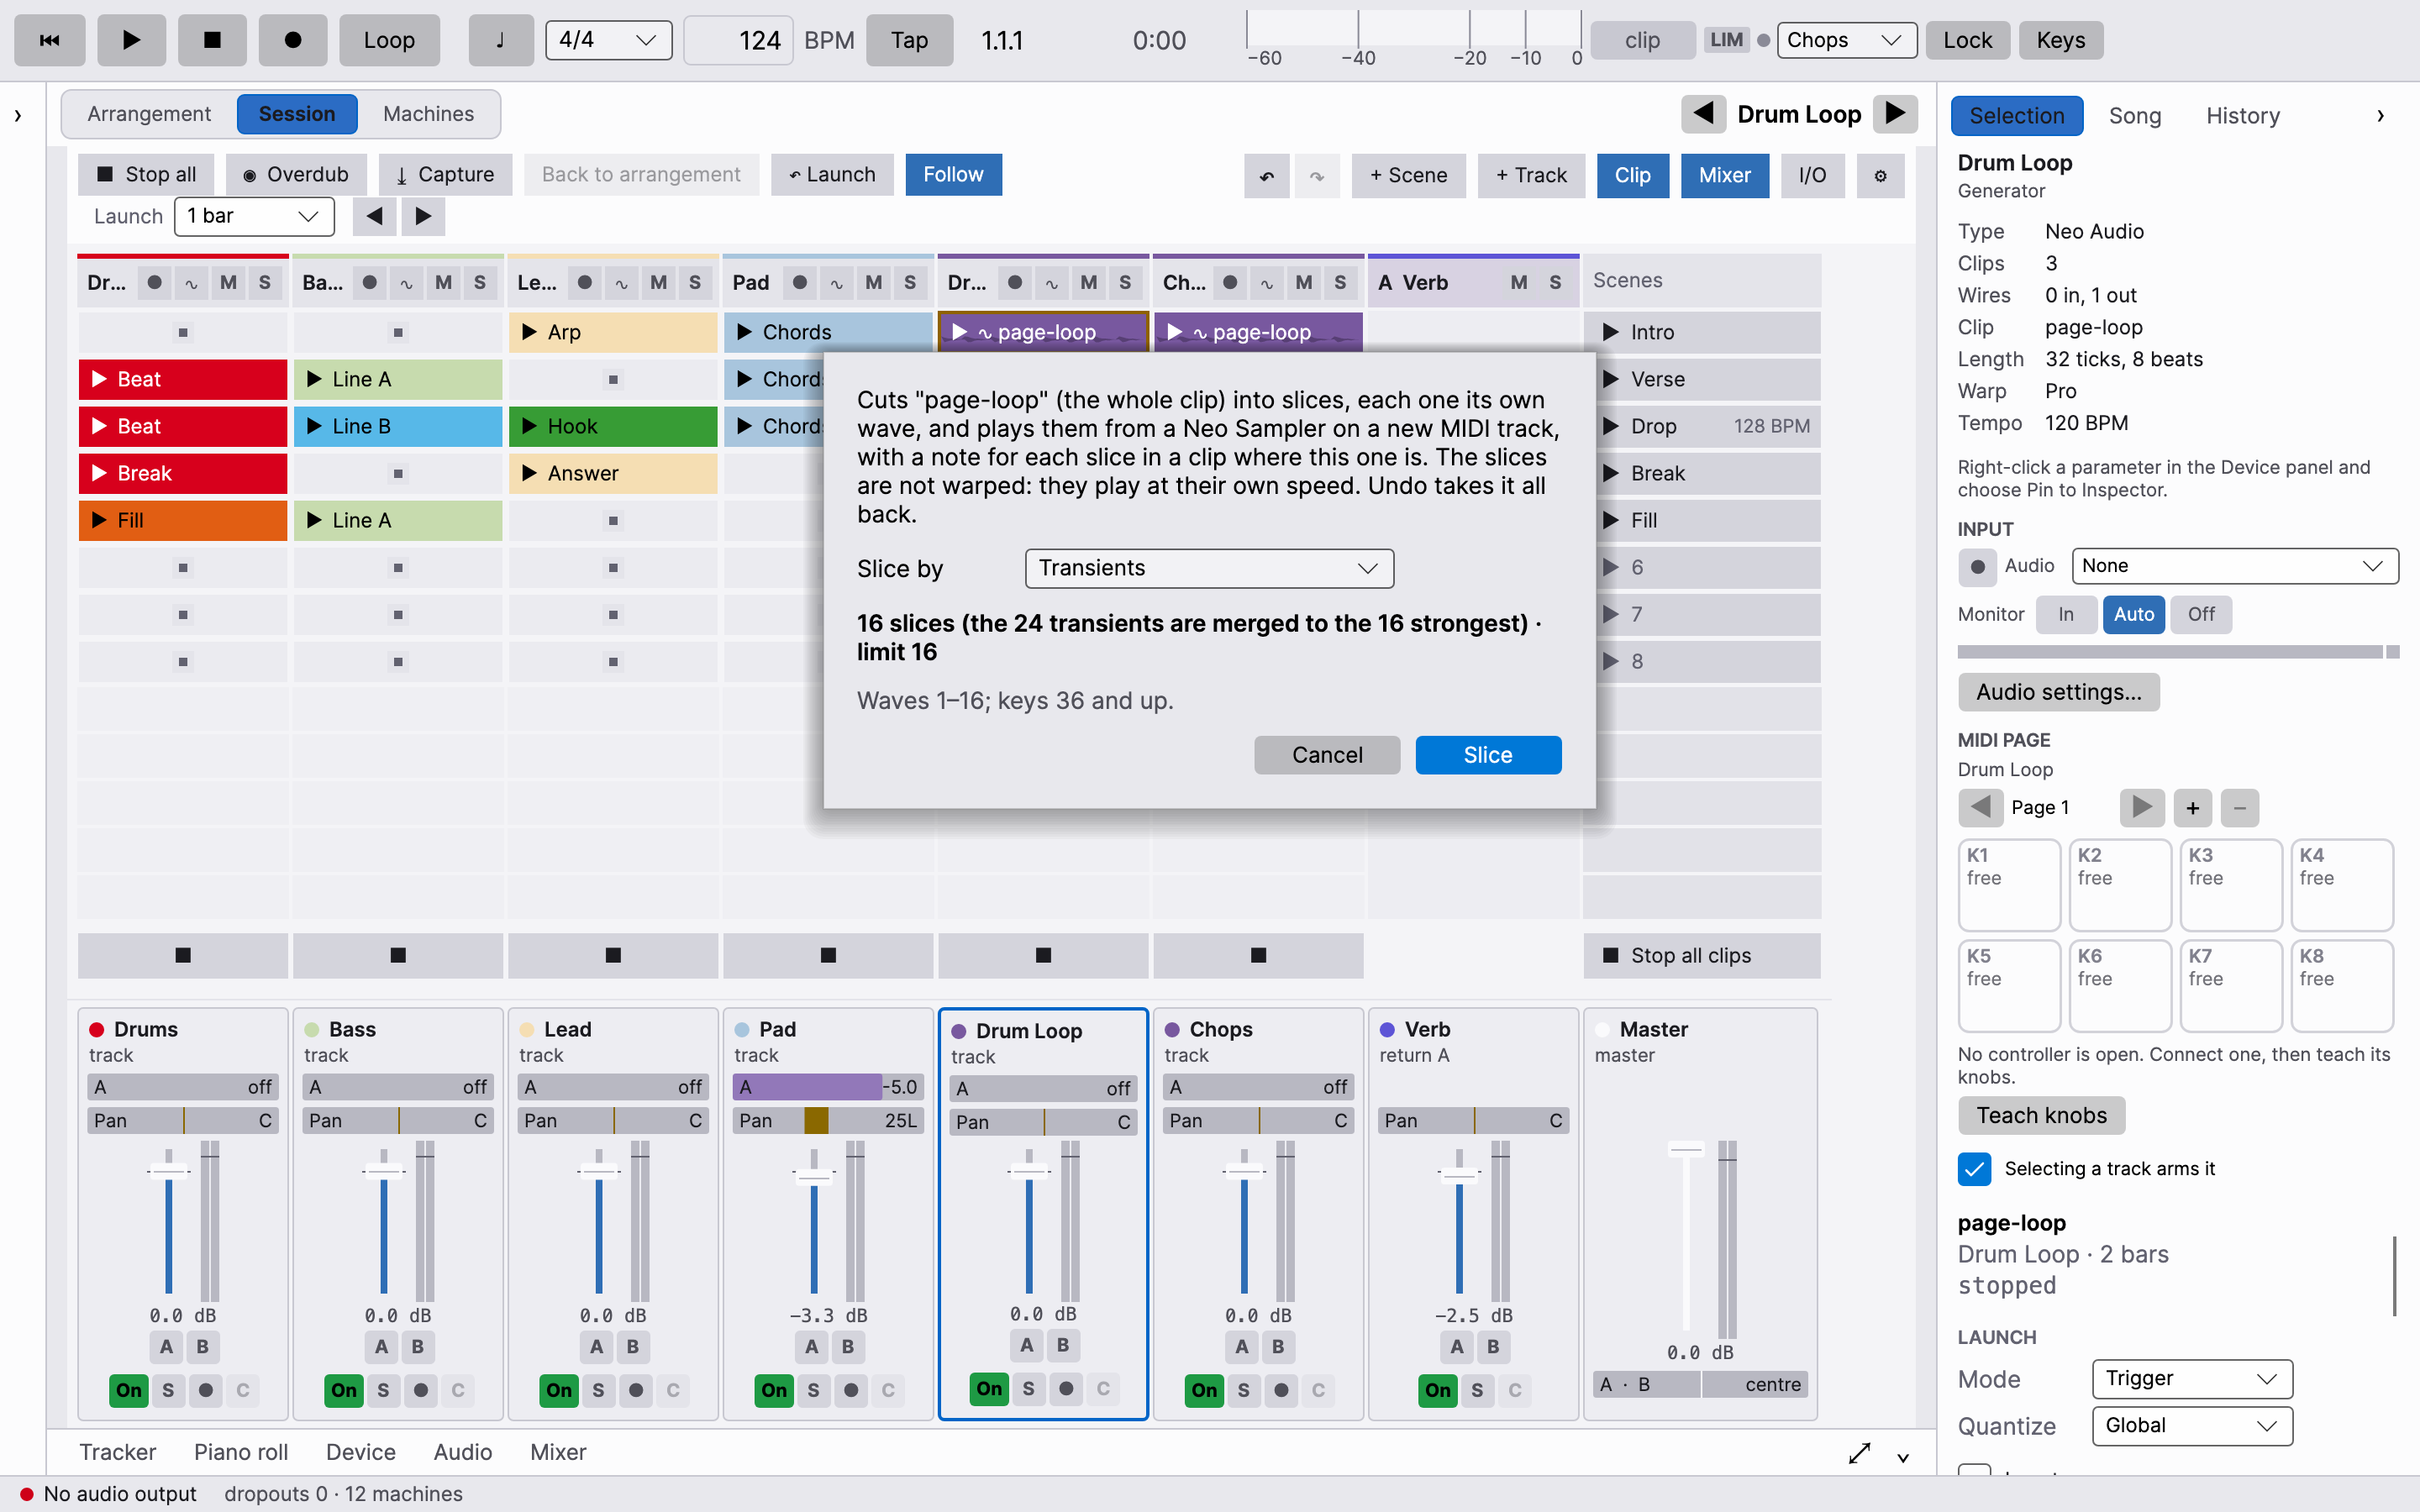 Loop
4/4
124 BPM
Tap
1.1.1
0:00
−60 −40 −20 −10 0
clip
LIM
Chops
Lock
Keys
Arrangement Session Machines
Drum Loop
Selection Song History
Stop all
Overdub
Capture
Back to arrangement
Launch
Follow
+ Scene
+ Track
Clip
Mixer
I/O
Launch 1 bar
Dr... M S
Ba... M S
Le... M S
Pad M S
Dr... M S
Ch... M S
A Verb M S
Scenes
Arp Chords page-loop page-loop Intro
Beat Line A Chord Verse
Beat Line B Hook Chord Drop 128 BPM
Break Answer Break
Fill Line A Fill
6
7
8
Cuts "page-loop" (the whole clip) into slices, each one its own
wave, and plays them from a Neo Sampler on a new MIDI track,
with a note for each slice in a clip where this one is. The slices
are not warped: they play at their own speed. Undo takes it all
back.
Slice by Transients
16 slices (the 24 transients are merged to the 16 strongest) ·
limit 16
Waves 1–16; keys 36 and up.
Cancel Slice
Stop all clips
Drums Bass Lead Pad Drum Loop Chops Verb Master
track track track track track track return A master
A off A off A off A -5.0 A off A off
Pan C Pan C Pan C Pan 25L Pan C Pan C Pan C
0.0 dB 0.0 dB 0.0 dB −3.3 dB 0.0 dB 0.0 dB −2.5 dB 0.0 dB
A B A B A B A B A B A B A B
A · B centre
On S C On S C On S C On S C On S C On S C On S C
Tracker Piano roll Device Audio Mixer
No audio output dropouts 0 · 12 machines
Drum Loop
Generator
Type Neo Audio
Clips 3
Wires 0 in, 1 out
Clip page-loop
Length 32 ticks, 8 beats
Warp Pro
Tempo 120 BPM
Right-click a parameter in the Device panel and
choose Pin to Inspector.
INPUT
Audio None
Monitor In Auto Off
Audio settings...
MIDI PAGE
Drum Loop
Page 1 + −
K1 K2 K3 K4
free free free free
K5 K6 K7 K8
free free free free
No controller is open. Connect one, then teach its
knobs.
Teach knobs
Selecting a track arms it
page-loop
Drum Loop · 2 bars
stopped
LAUNCH
Mode Trigger
Quantize Global